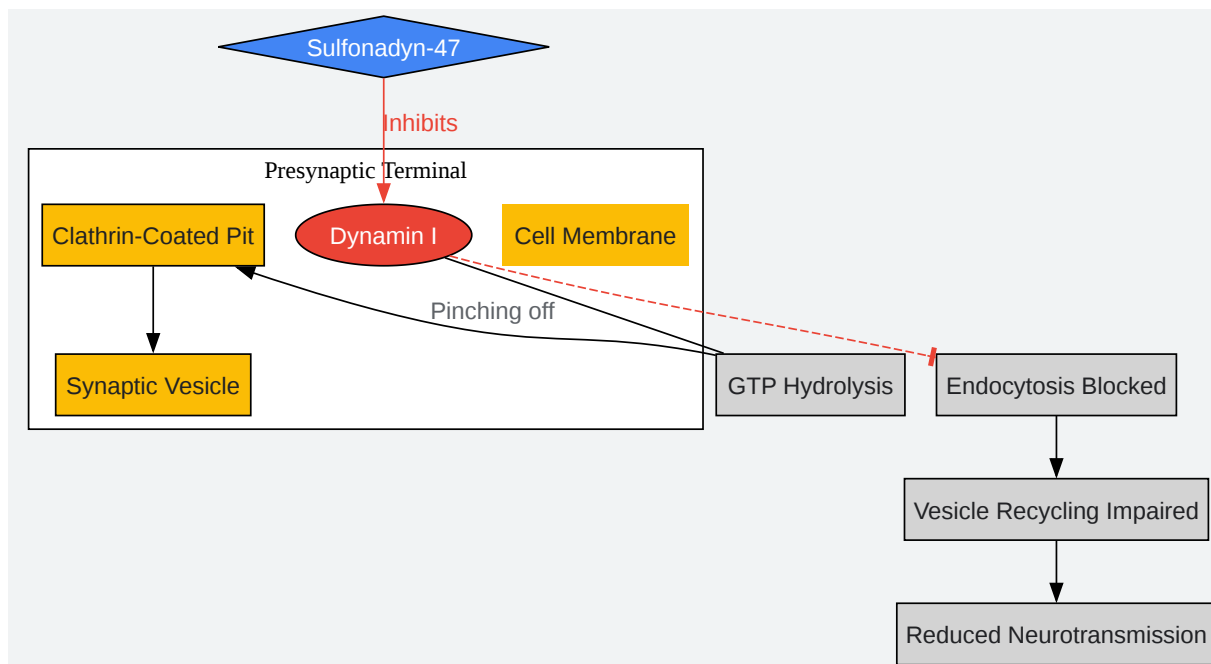 Sulfonadyn-47
Inhibits
Presynaptic Terminal
Clathrin-Coated Pit
Dynamin I
Cell Membrane
Pinching off
Synaptic Vesicle
GTP Hydrolysis
Endocytosis Blocked
Vesicle Recycling Impaired
Reduced Neurotransmission